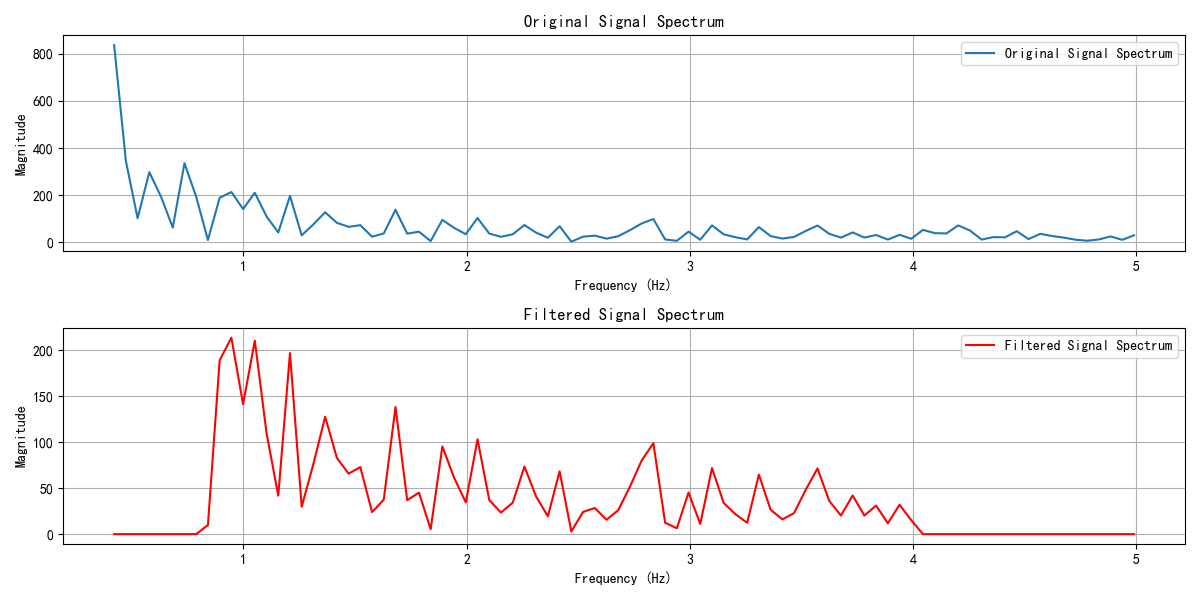 Original Signal Spectrum
Original Signal Spectrum
Magnitude
800
600
400
200
0
1 2 3 4 5
Frequency (Hz)
Filtered Signal Spectrum
Filtered Signal Spectrum
Magnitude
200
150
100
50
0
1 2 3 4 5
Frequency (Hz)